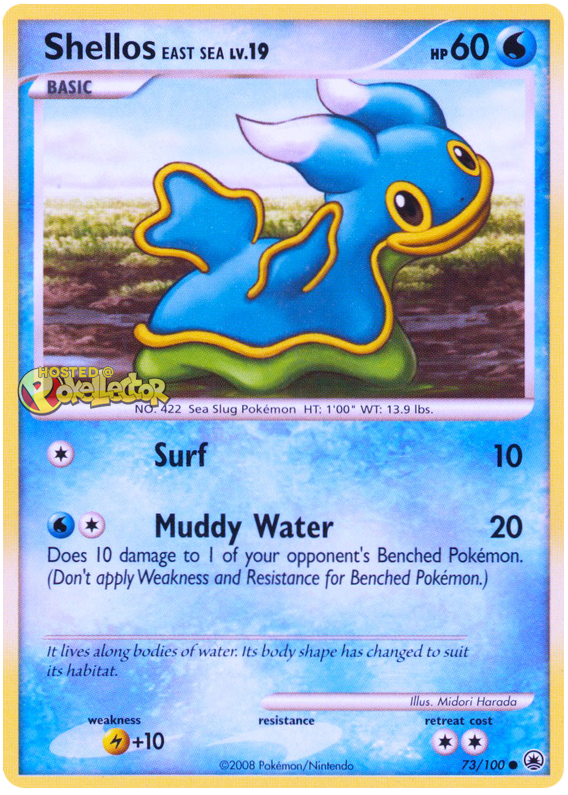 Shellos EAST SEA LV.19 HP 60
BASIC
HOSTED @
Pokellector
NO. 422 Sea Slug Pokémon HT: 1'00" WT: 13.9 lbs.
Surf 10
Muddy Water 20
Does 10 damage to 1 of your opponent's Benched Pokémon.
(Don't apply Weakness and Resistance for Benched Pokémon.)
It lives along bodies of water. Its body shape has changed to suit
its habitat.
Illus. Midori Harada
weakness resistance retreat cost
+10
©2008 Pokémon/Nintendo 73/100